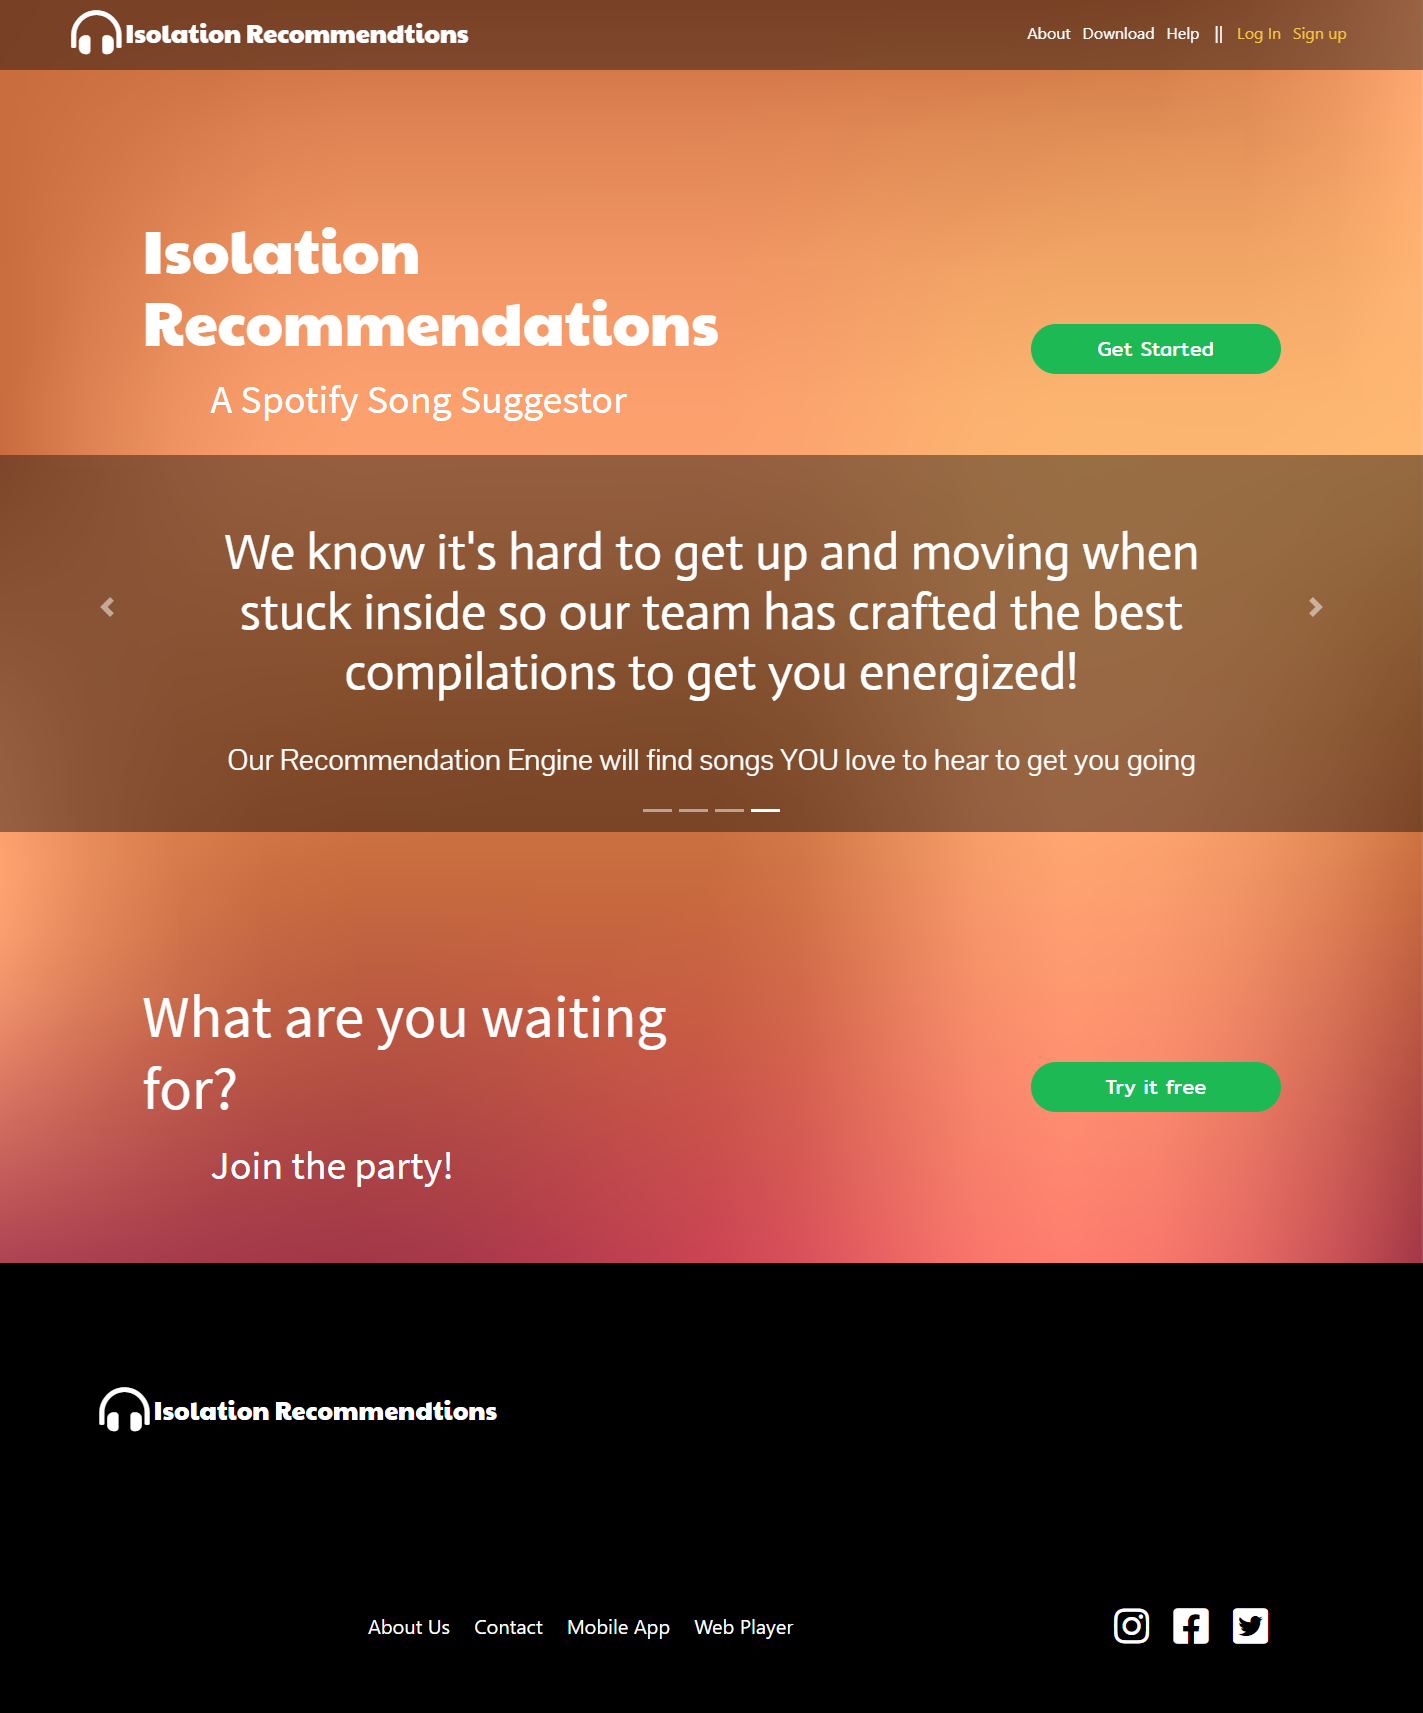 Isolation Recommendtions
About Download Help || Log In Sign up
Isolation
Recommendations
A Spotify Song Suggestor
Get Started
We know it's hard to get up and moving when
stuck inside so our team has crafted the best
compilations to get you energized!
Our Recommendation Engine will find songs YOU love to hear to get you going
What are you waiting
for?
Join the party!
Try it free
Isolation Recommendtions
About Us Contact Mobile App Web Player